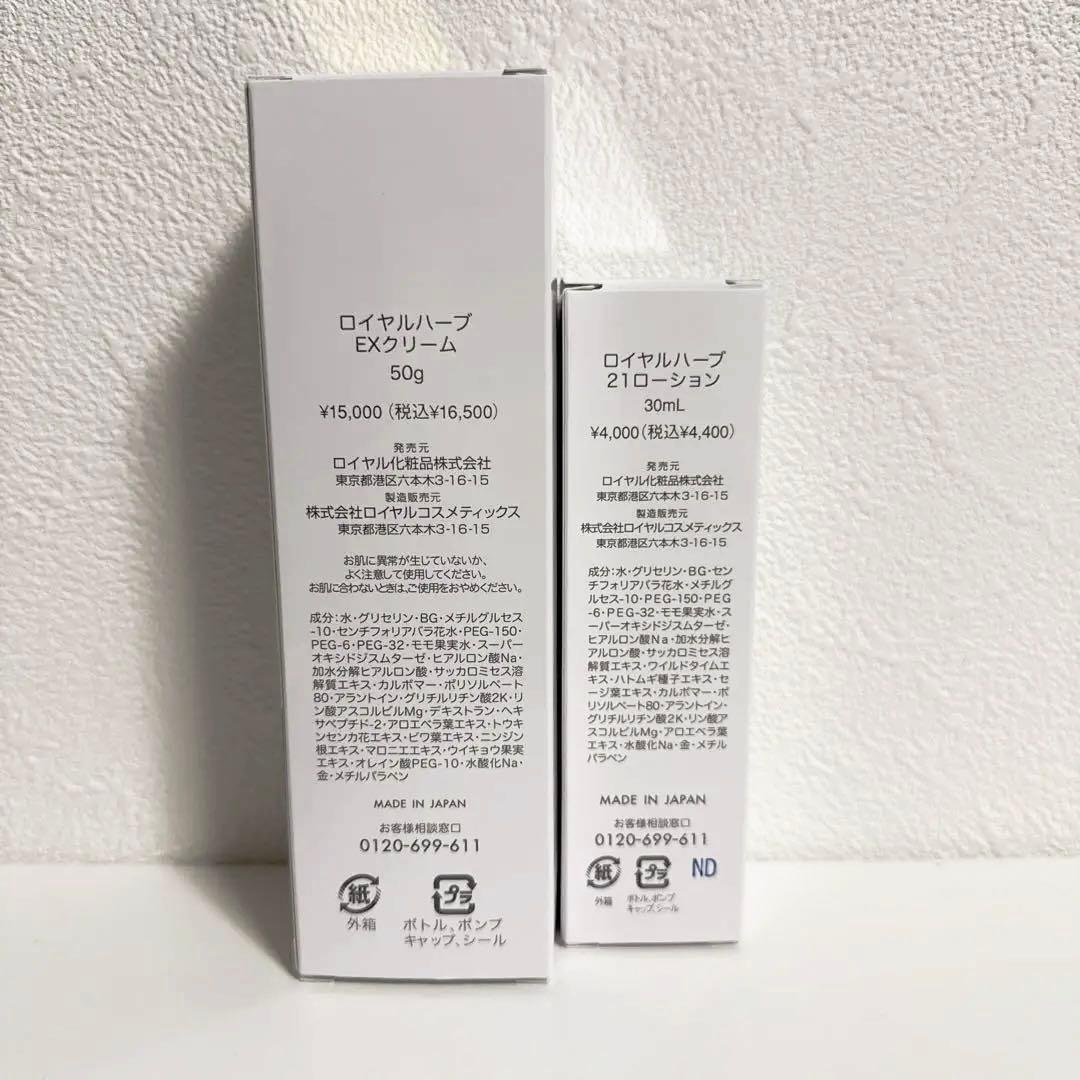 ロイヤルハーブ
EXクリーム
50g
¥15,000（税込¥16,500）
発売元
ロイヤル化粧品株式会社
東京都港区六本木3-16-15
製造販売元
株式会社ロイヤルコスメティックス
東京都港区六本木3-16-15
お肌に異常が生じていないか、
よく注意して使用してください。
お肌に合わないときは、ご使用をおやめください。
成分：水・グリセリン・BG・メチルグルセス
-10・センチフォリアバラ花水・PEG-150・
PEG-6・PEG-32・モモ果実水・スーパー
オキシドジスムターゼ・ヒアルロン酸Na・
加水分解ヒアルロン酸・サッカロミセス溶
解質エキス・カルボマー・ポリソルベート
80・アラントイン・グリチルリチン酸2K・リ
ン酸アスコルビルMg・デキストラン・ヘキ
サペプチド-2・アロエベラ葉エキス・トウキ
ンセンカ花エキス・ビワ葉エキス・ニンジン
根エキス・マロニエエキス・ウイキョウ果実
エキス・オレイン酸PEG-10・水酸化Na・
金・メチルパラベン
MADE IN JAPAN
お客様相談窓口
0120-699-611
紙
外箱
プラ
ボトル、ポンプ
キャップ、シール
ロイヤルハーブ
21ローション
30mL
¥4,000（税込¥4,400）
発売元
ロイヤル化粧品株式会社
東京都港区六本木3-16-15
製造販売元
株式会社ロイヤルコスメティックス
東京都港区六本木3-16-15
成分：水・グリセリン・BG・セン
チフォリアバラ花水・メチルグ
ルセス-10・PEG-150・PEG
-6・PEG-32・モモ果実水・ス
ーパーオキシドジスムターゼ・
ヒアルロン酸Na・加水分解ヒ
アルロン酸・サッカロミセス溶
解質エキス・ワイルドタイムエ
キス・ハトムギ種子エキス・セ
ージ葉エキス・カルボマー・ポ
リソルベート80・アラントイン・
グリチルリチン酸2K・リン酸ア
スコルビルMg・アロエベラ葉
エキス・水酸化Na・金・メチル
パラベン
MADE IN JAPAN
お客様相談窓口
0120-699-611
紙
外箱
プラ
ボトル、ポンプ
キャップ、シール
ND